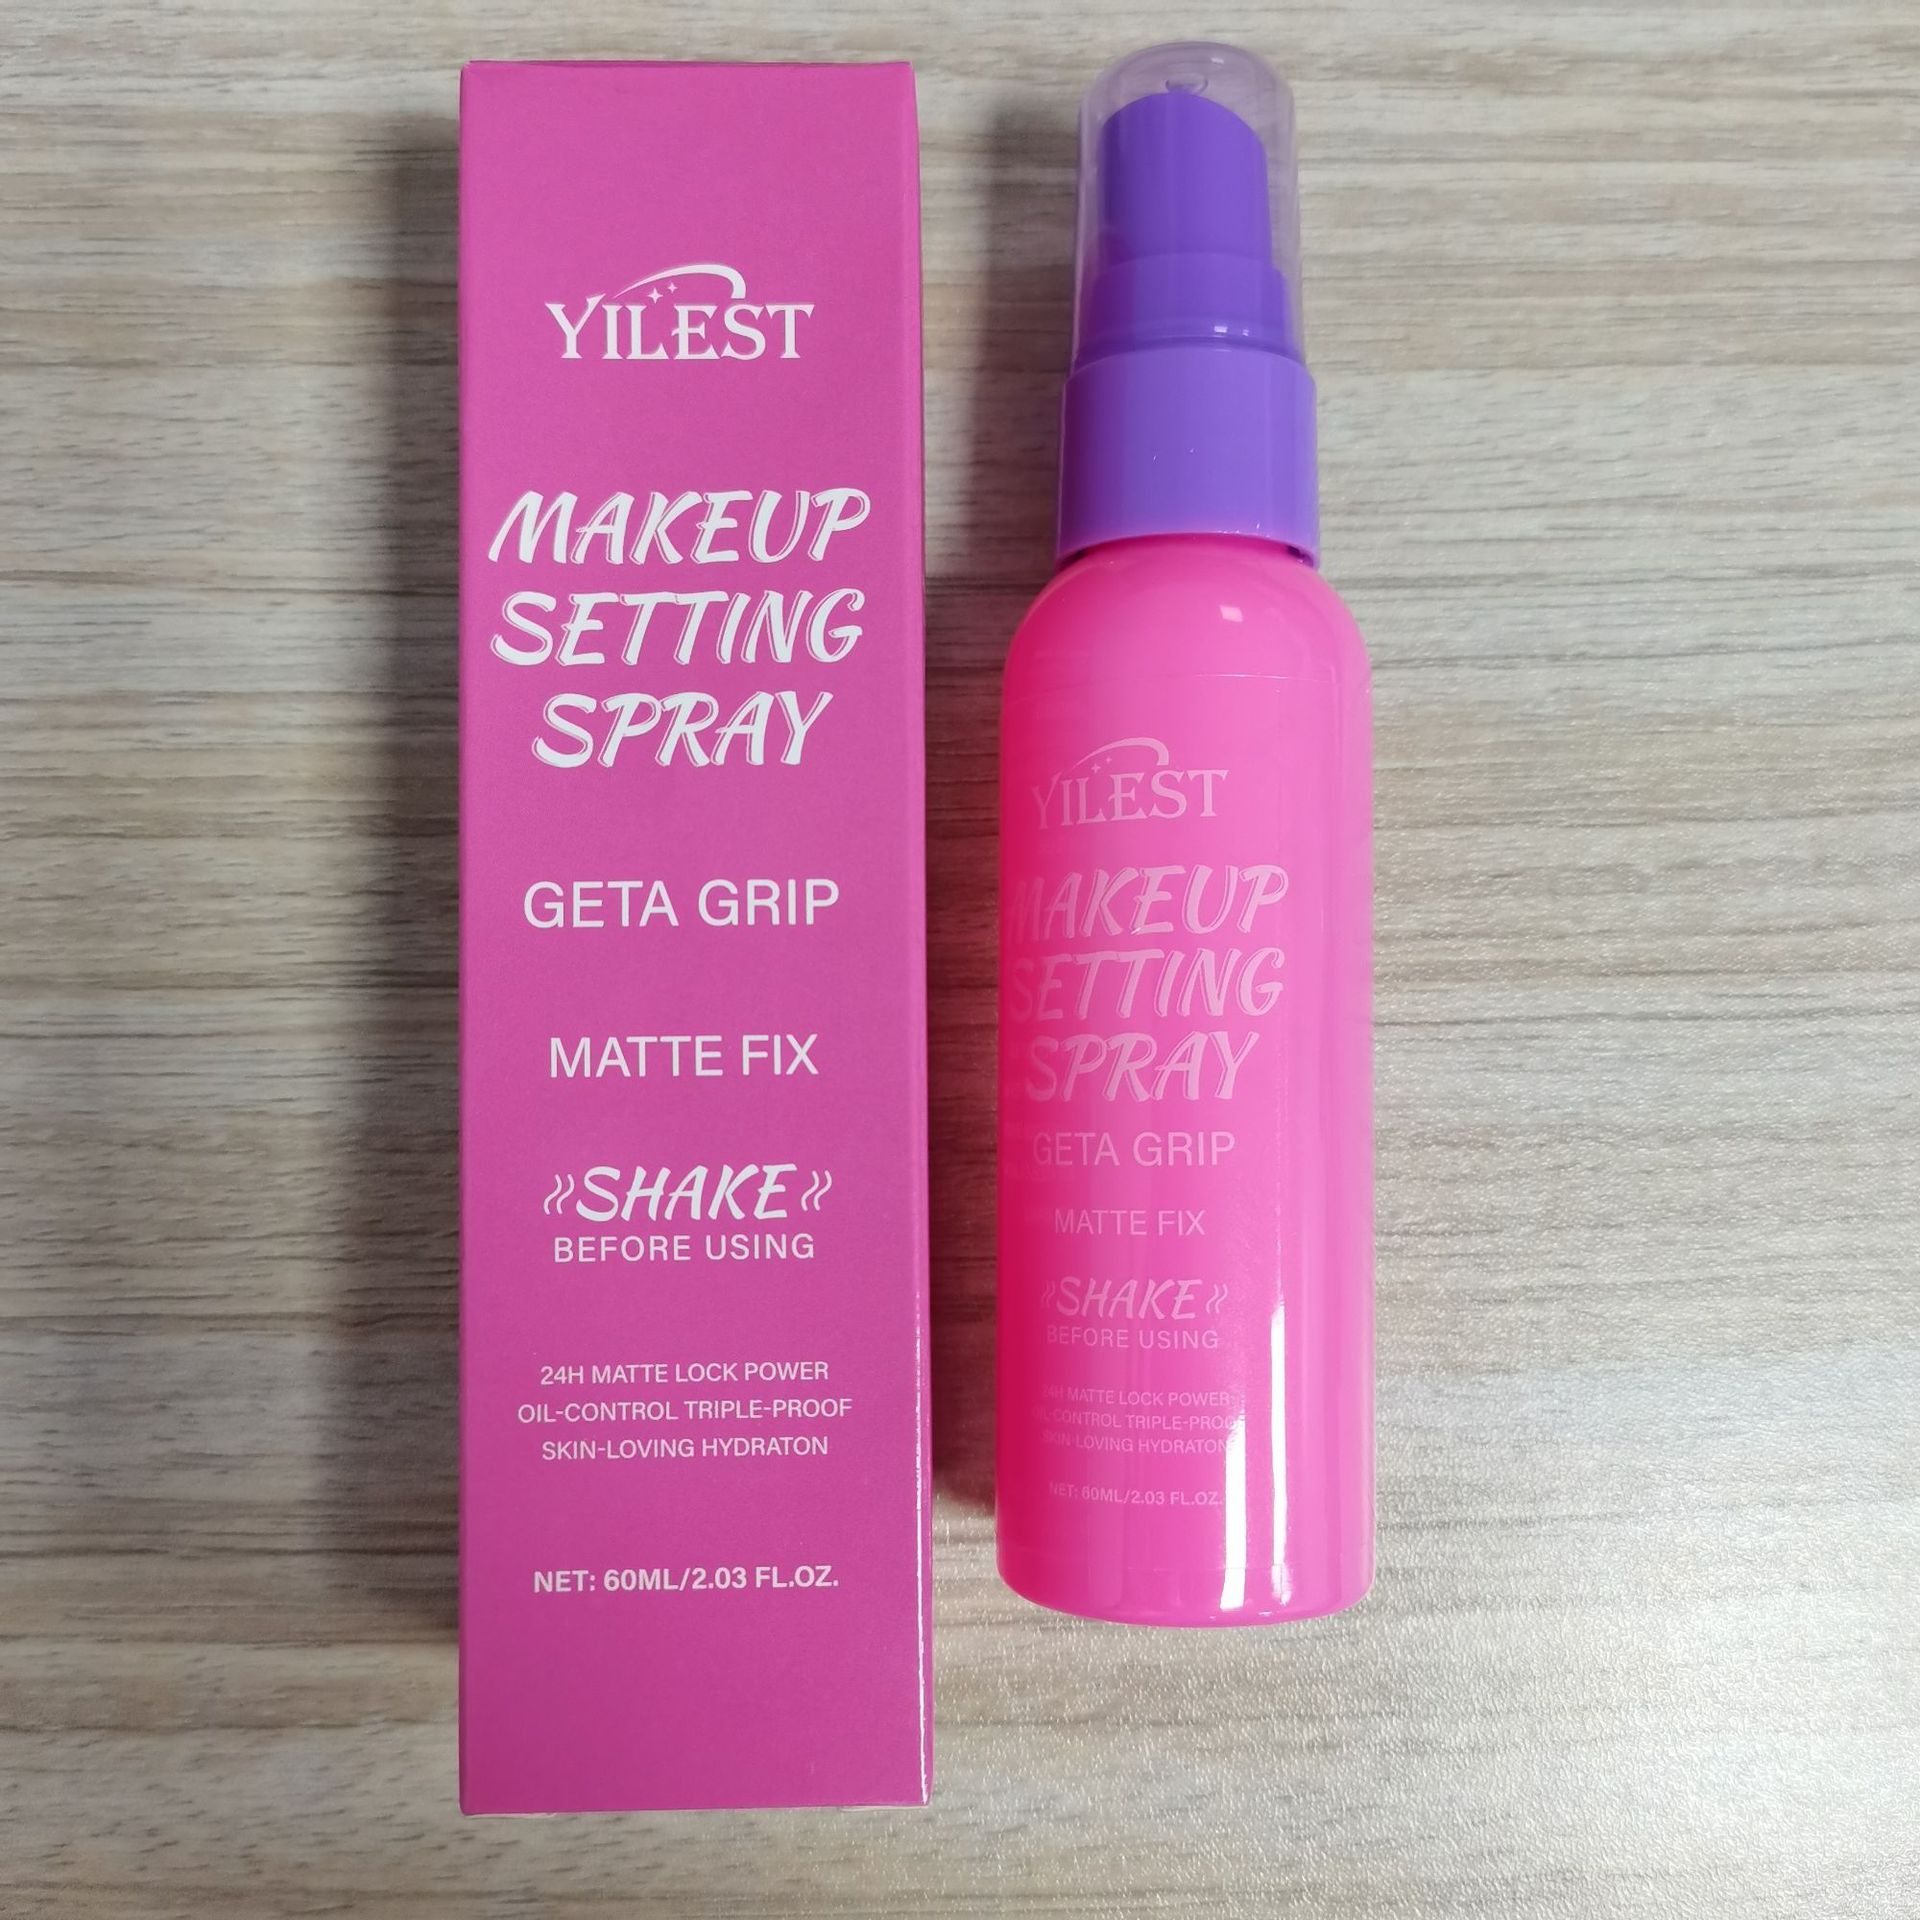 YILEST
MAKEUP
SETTING
SPRAY
GETA GRIP
MATTE FIX
SHAKE
BEFORE USING
24H MATTE LOCK POWER
OIL-CONTROL TRIPLE-PROOF
SKIN-LOVING HYDRATON
NET: 60ML/2.03 FL.OZ.
YILEST
MAKEUP
SETTING
SPRAY
GETA GRIP
MATTE FIX
SHAKE
BEFORE USING
24H MATTE LOCK POWER
OIL-CONTROL TRIPLE-PROOF
SKIN-LOVING HYDRATON
NET: 60ML/2.03 FL.OZ.